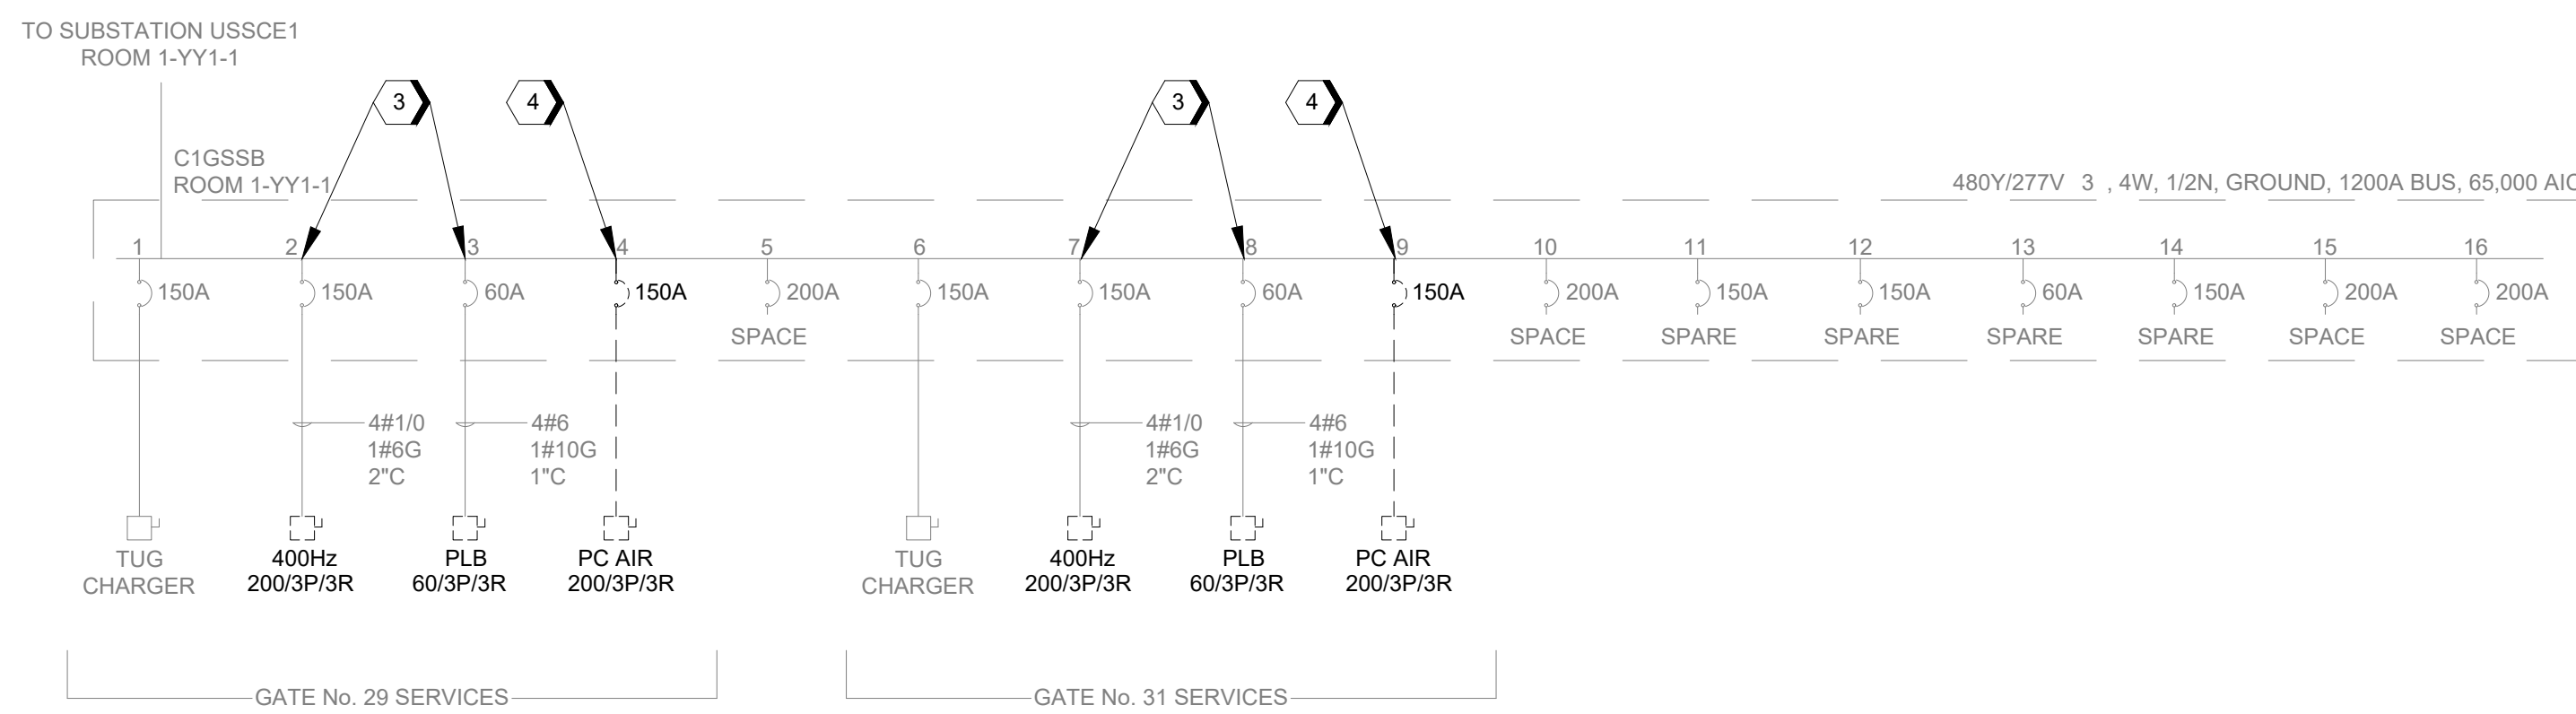 TO SUBSTATION USSCE1
ROOM 1-YY1-1
3
4
3
4
C1GSSB
ROOM 1-YY1-1
480Y/277V 3 , 4W, 1/2N, GROUND, 1200A BUS, 65,000 AIC
1
2
3
4
5
6
7
8
9
10
11
12
13
14
15
16
150A
150A
60A
150A
200A
150A
150A
60A
150A
200A
150A
150A
60A
150A
200A
200A
SPACE
SPACE
SPARE
SPARE
SPARE
SPARE
SPACE
SPACE
4#1/0
1#6G
2"C
4#6
1#10G
1"C
4#1/0
1#6G
2"C
4#6
1#10G
1"C
TUG
CHARGER
400Hz
200/3P/3R
PLB
60/3P/3R
PC AIR
200/3P/3R
TUG
CHARGER
400Hz
200/3P/3R
PLB
60/3P/3R
PC AIR
200/3P/3R
GATE No. 29 SERVICES
GATE No. 31 SERVICES